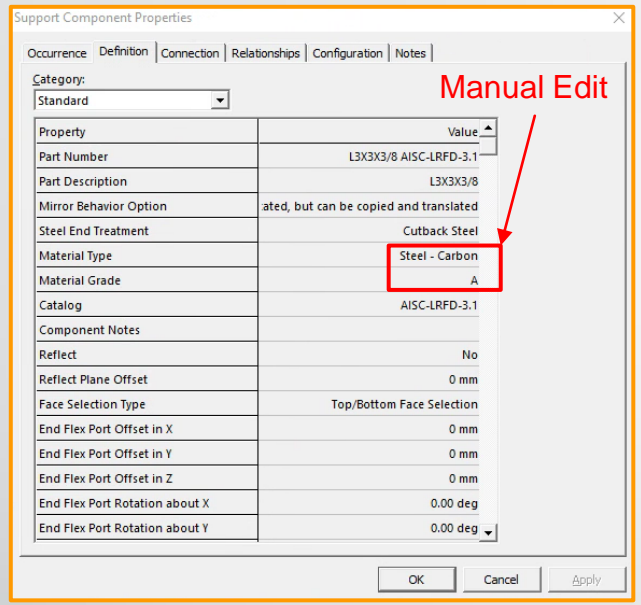 Support Component Properties
Occurrence Definition Connection Relationships Configuration Notes
Category:
Manual Edit
Standard
Property Value
Part Number L3X3X3/8 AISC-LRFD-3.1
Part Description L3X3X3/8
Mirror Behavior Option ated, but can be copied and translated
Steel End Treatment Cutback Steel
Material Type Steel - Carbon
Material Grade A
Catalog AISC-LRFD-3.1
Component Notes
Reflect No
Reflect Plane Offset 0 mm
Face Selection Type Top/Bottom Face Selection
End Flex Port Offset in X 0 mm
End Flex Port Offset in Y 0 mm
End Flex Port Offset in Z 0 mm
End Flex Port Rotation about X 0.00 deg
End Flex Port Rotation about Y 0.00 deg
OK Cancel Apply